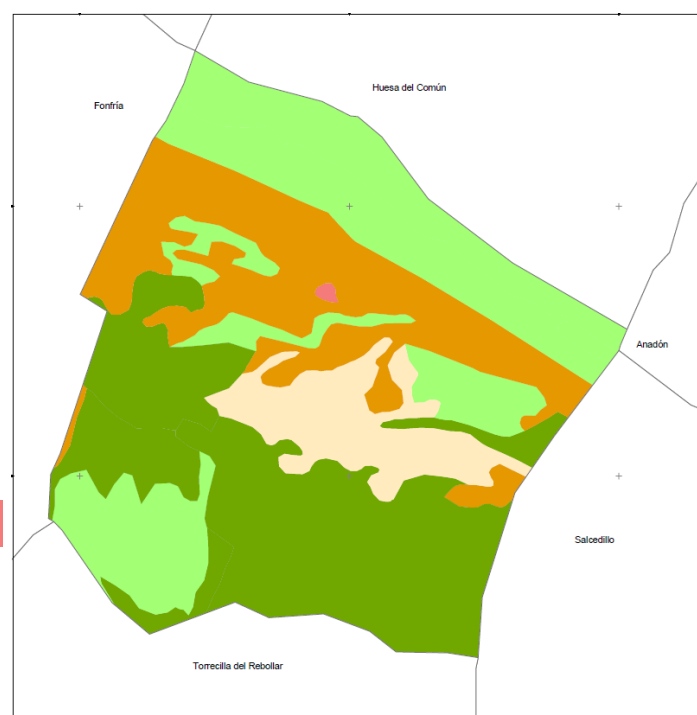 Huesa del Común
Fonfría
Anadón
Salcedillo
Torrecilla del Rebollar